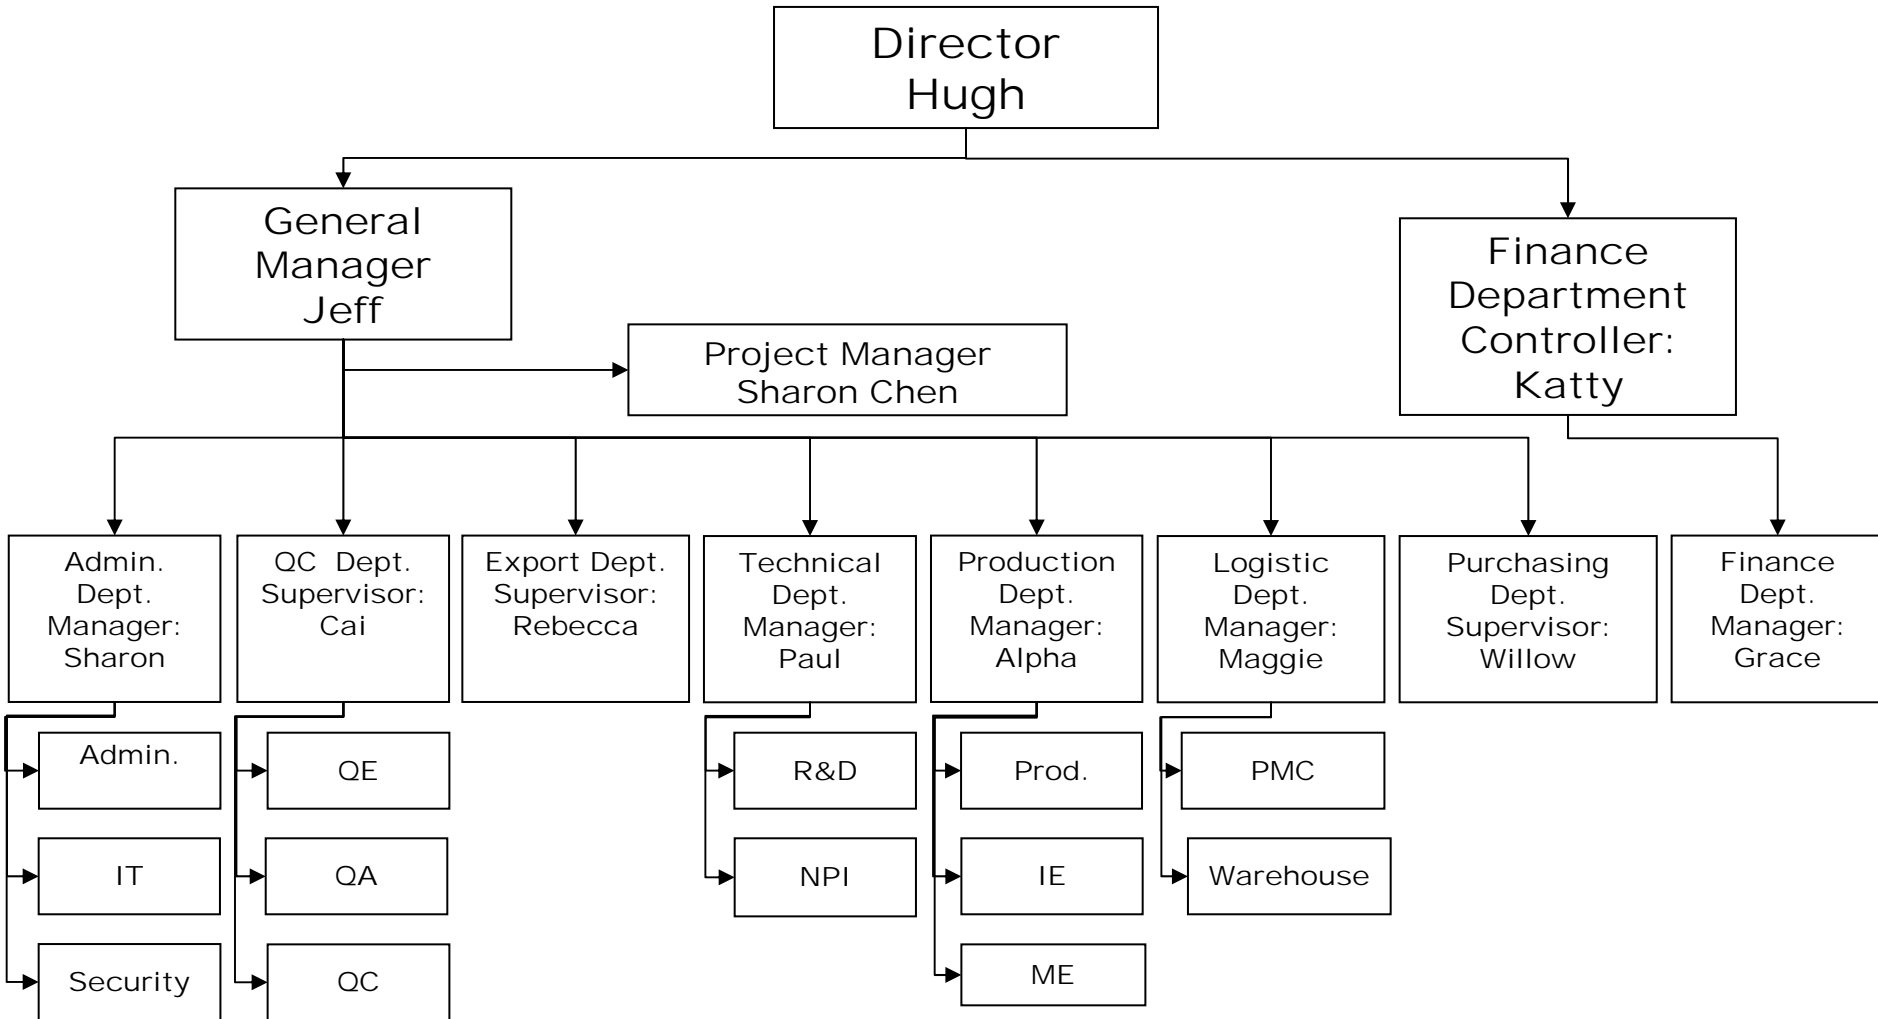 Director
Hugh
General
Manager
Jeff
Finance
Department
Controller:
Katty
Project Manager
Sharon Chen
Admin.
Dept.
Manager:
Sharon
QC Dept.
Supervisor:
Cai
Export Dept.
Supervisor:
Rebecca
Technical
Dept.
Manager:
Paul
Production
Dept.
Manager:
Alpha
Logistic
Dept.
Manager:
Maggie
Purchasing
Dept.
Supervisor:
Willow
Finance
Dept.
Manager:
Grace
Admin.
QE
R&D
Prod.
PMC
IT
QA
NPI
IE
Warehouse
Security
QC
ME